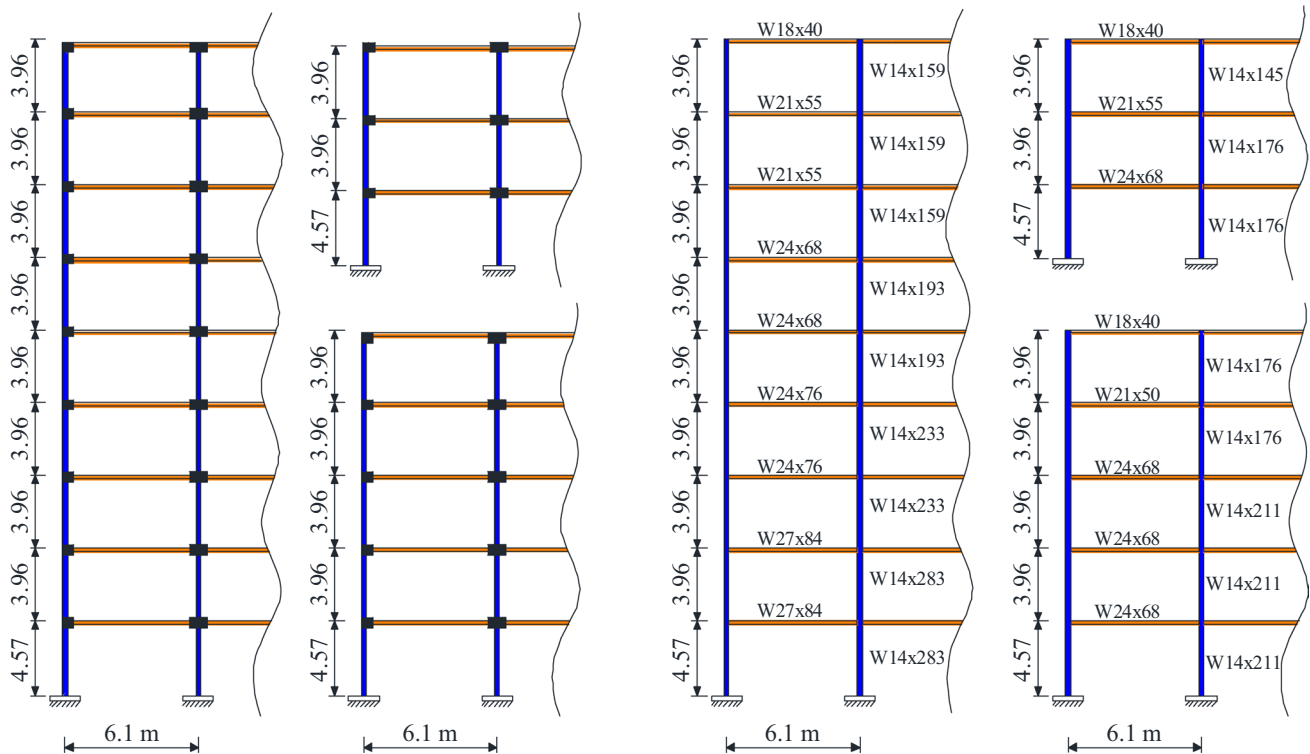 3.96
3.96
3.96
3.96
3.96
3.96
3.96
3.96
4.57
6.1 m
3.96
3.96
4.57
3.96
3.96
3.96
3.96
4.57
6.1 m
W18x40
3.96
W14x159
W21x55
3.96
W14x159
W21x55
3.96
W14x159
W24x68
3.96
W14x193
W24x68
3.96
W14x193
W24x76
3.96
W14x233
W24x76
3.96
W14x233
W27x84
3.96
W14x283
W27x84
4.57
W14x283
6.1 m
W18x40
3.96
W14x145
W21x55
3.96
W14x176
W24x68
4.57
W14x176
W18x40
3.96
W14x176
W21x50
3.96
W14x176
W24x68
3.96
W14x211
W24x68
3.96
W14x211
W24x68
4.57
W14x211
6.1 m